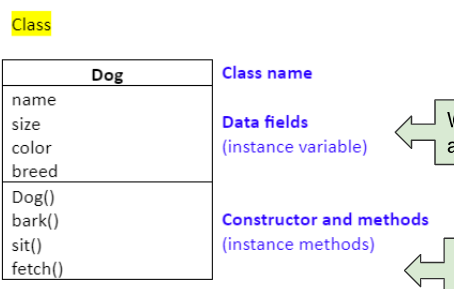 Class
Dog
Class name
name
size
color
breed
Data fields
(instance variable)
Dog()
bark()
sit()
fetch()
Constructor and methods
(instance methods)